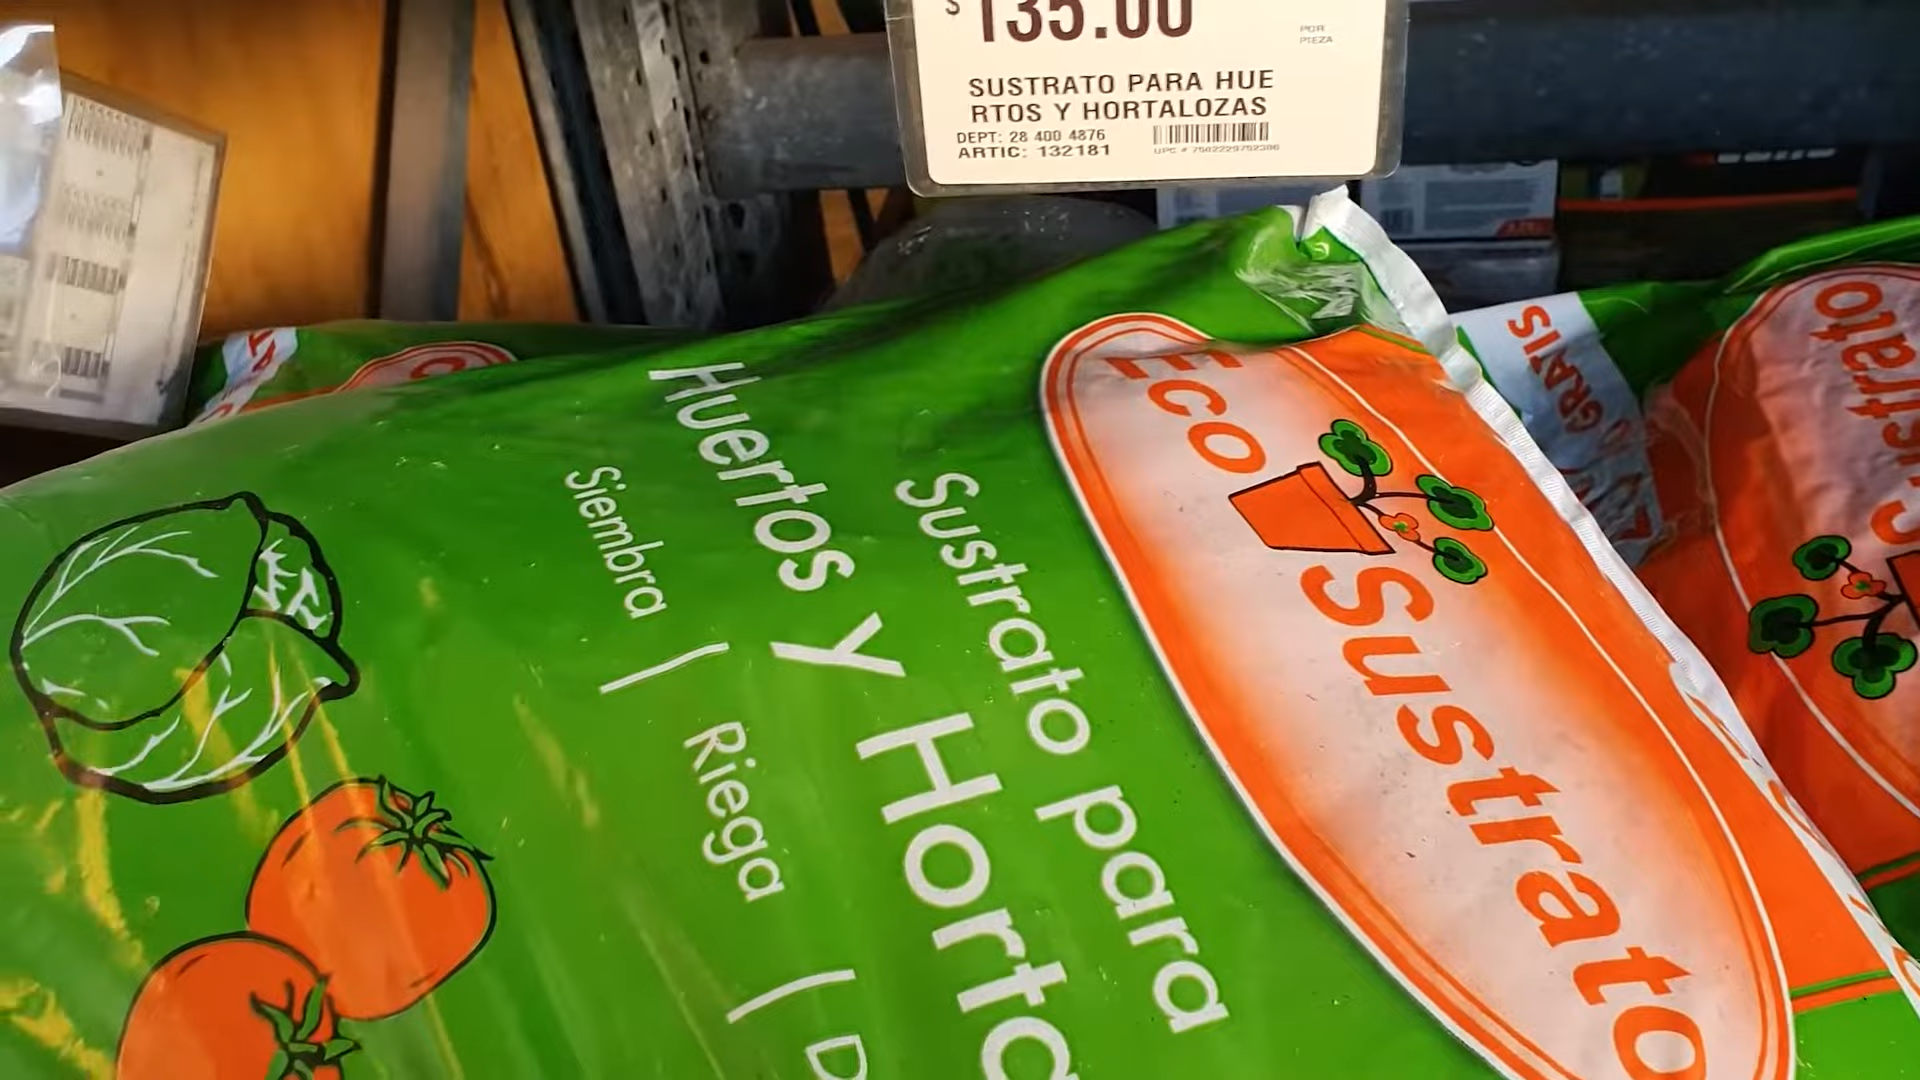 $ 135.00
POR
PIEZA
SUSTRATO PARA HUE
RTOS Y HORTALOZAS
DEPT: 28 400 4876
ARTIC: 132181
Eco Sustrato
Sustrato para
Huertos y Horta
Siembra | Riega | D
GRATIS
Sustrato